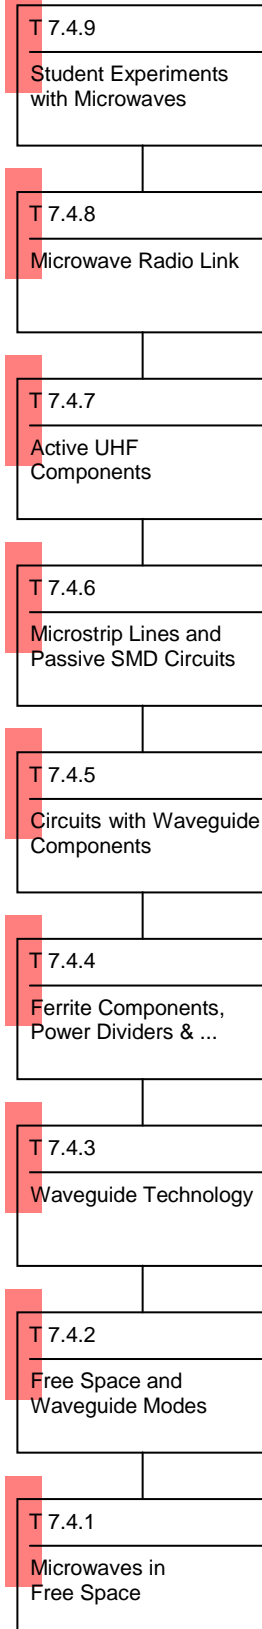 T 7.4.9
Student Experiments
with Microwaves
T 7.4.8
Microwave Radio Link
T 7.4.7
Active UHF
Components
T 7.4.6
Microstrip Lines and
Passive SMD Circuits
T 7.4.5
Circuits with Waveguide
Components
T 7.4.4
Ferrite Components,
Power Dividers & ...
T 7.4.3
Waveguide Technology
T 7.4.2
Free Space and
Waveguide Modes
T 7.4.1
Microwaves in
Free Space